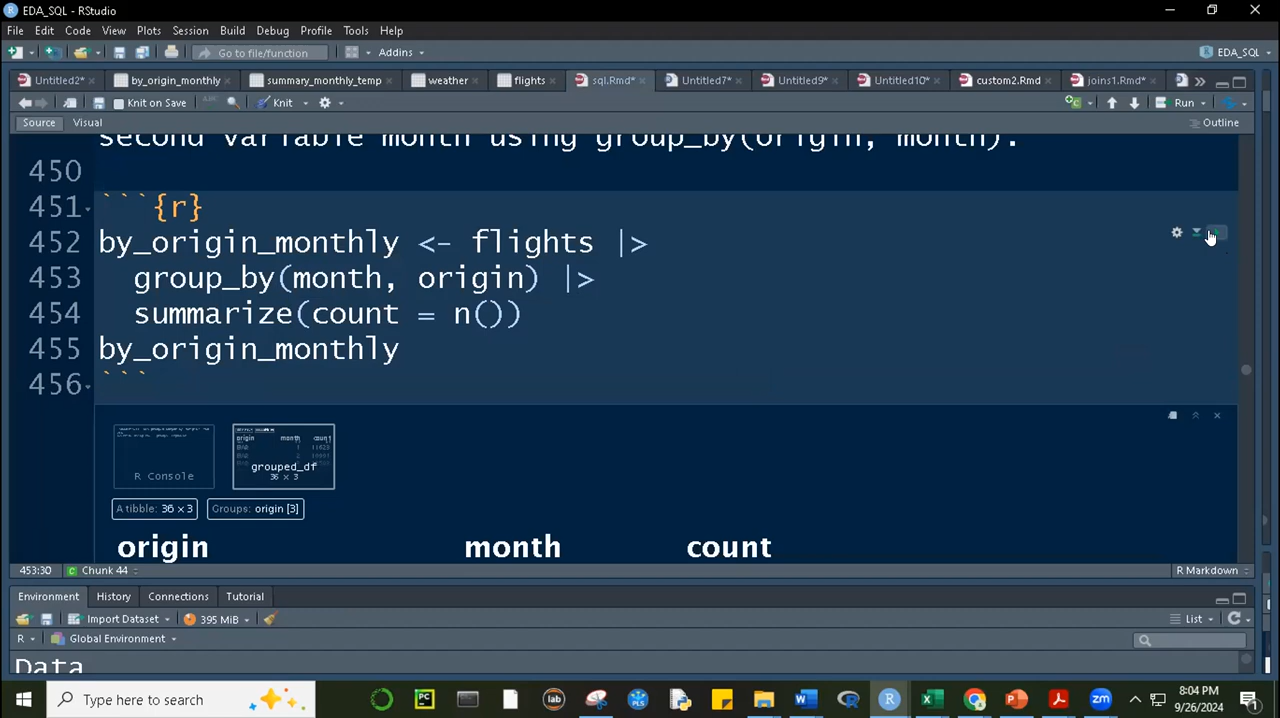 EDA_SQL - RStudio
File Edit Code View Plots Session Build Debug Profile Tools Help
Go to file/function Addins EDA_SQL
Untitled2* by_origin_monthly summary_monthly_temp weather flights sql.Rmd* Untitled7* Untitled9* Untitled10* custom2.Rmd joins1.Rmd*
Knit on Save ABC Knit Run
Source Visual Outline
second variable month using group_by(origin, month).
450
451 ```{r}
452 by_origin_monthly <- flights |>
453 group_by(month, origin) |>
454 summarize(count = n())
455 by_origin_monthly
456 ```
R Console
origin month count
grouped_df
36 x 3
A tibble: 36 × 3 Groups: origin [3]
origin month count
453:30 C Chunk 44 R Markdown
Environment History Connections Tutorial
Import Dataset 395 MiB List
R Global Environment
Data
Type here to search
8:04 PM
9/26/2024